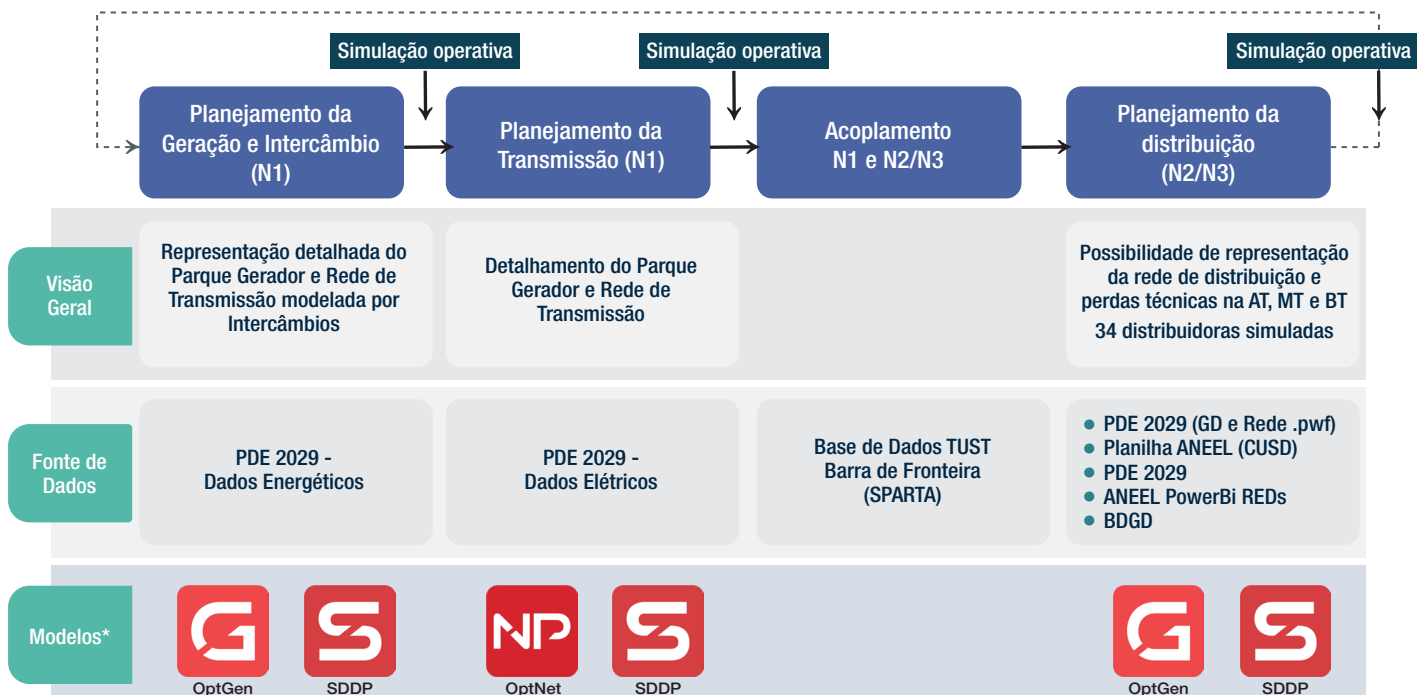 Simulação operativa
Simulação operativa
Simulação operativa
Planejamento da
Geração e Intercâmbio
(N1)
Planejamento da
Transmissão (N1)
Acoplamento
N1 e N2/N3
Planejamento da
distribuição
(N2/N3)
Visão
Geral
Representação detalhada do
Parque Gerador e Rede de
Transmissão modelada por
Intercâmbios
Detalhamento do Parque
Gerador e Rede de
Transmissão
Possibilidade de representação
da rede de distribuição e
perdas técnicas na AT, MT e BT
34 distribuidoras simuladas
Fonte de
Dados
PDE 2029 -
Dados Energéticos
PDE 2029 -
Dados Elétricos
Base de Dados TUST
Barra de Fronteira
(SPARTA)
• PDE 2029 (GD e Rede .pwf)
• Planilha ANEEL (CUSD)
• PDE 2029
• ANEEL PowerBi REDs
• BDGD
Modelos*
G
S
NP
S
G
S
OptGen
SDDP
OptNet
SDDP
OptGen
SDDP